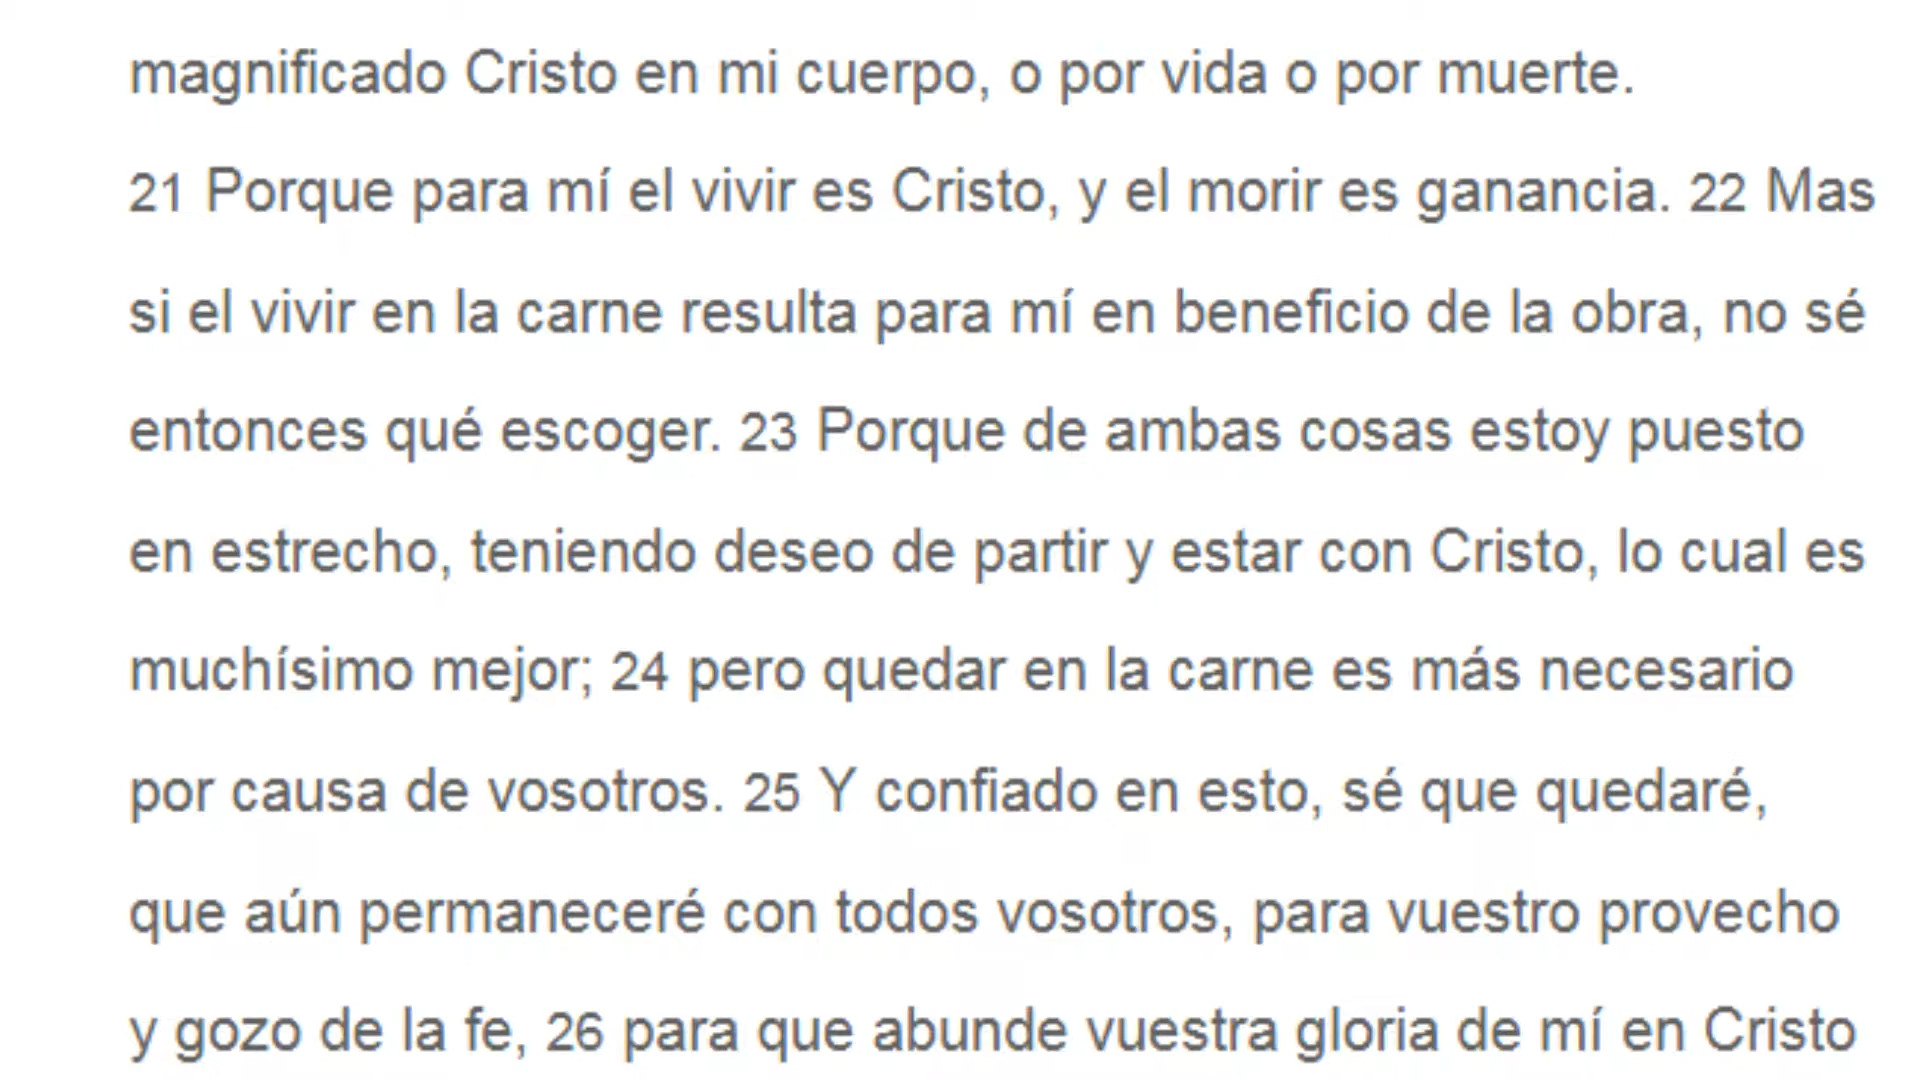 magnificado Cristo en mi cuerpo, o por vida o por muerte.
21 Porque para mí el vivir es Cristo, y el morir es ganancia. 22 Mas
si el vivir en la carne resulta para mí en beneficio de la obra, no sé
entonces qué escoger. 23 Porque de ambas cosas estoy puesto
en estrecho, teniendo deseo de partir y estar con Cristo, lo cual es
muchísimo mejor; 24 pero quedar en la carne es más necesario
por causa de vosotros. 25 Y confiado en esto, sé que quedaré,
que aún permaneceré con todos vosotros, para vuestro provecho
y gozo de la fe, 26 para que abunde vuestra gloria de mí en Cristo